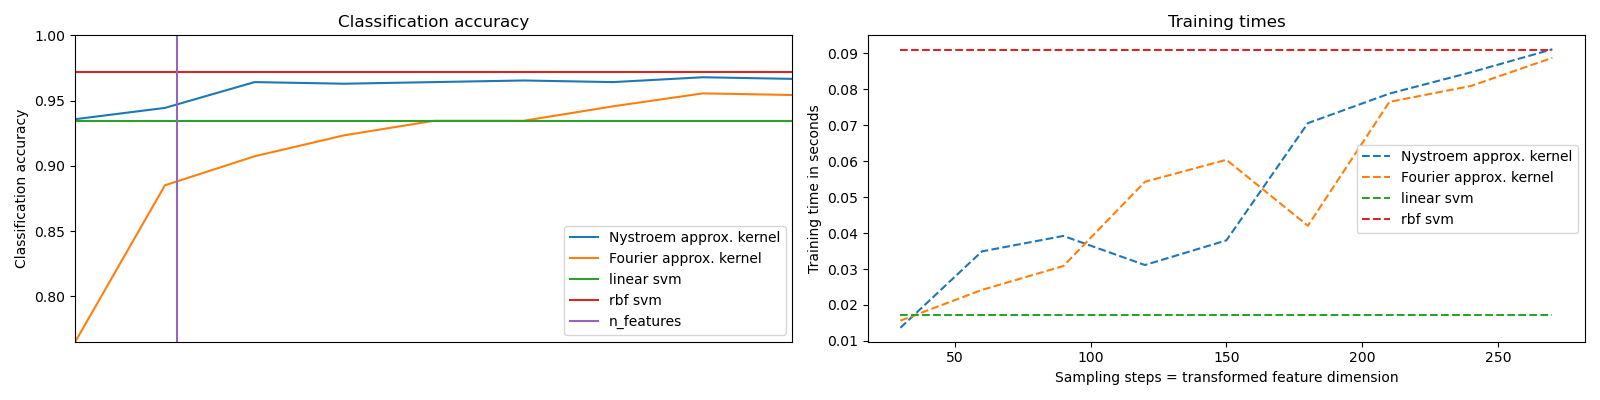 Classification accuracy
Classification accuracy
1.00
0.95
0.90
0.85
0.80
Nystroem approx. kernel
Fourier approx. kernel
linear svm
rbf svm
n_features
Training times
Training time in seconds
0.09
0.08
0.07
0.06
0.05
0.04
0.03
0.02
0.01
Nystroem approx. kernel
Fourier approx. kernel
linear svm
rbf svm
50
100
150
200
250
Sampling steps = transformed feature dimension